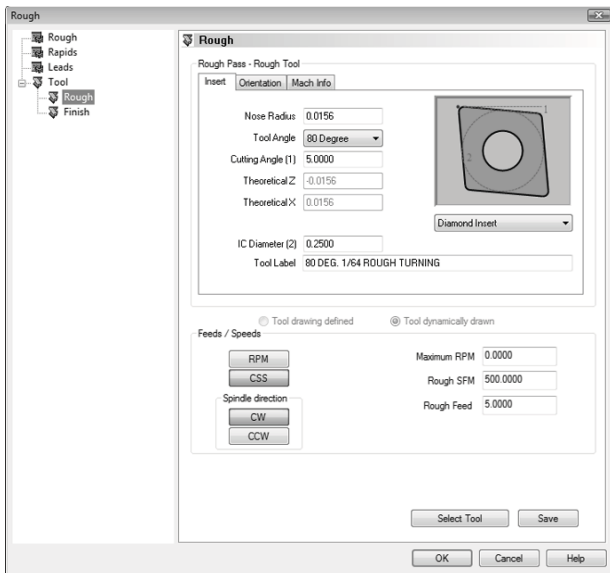 Rough
Rough
Rapids
Leads
Tool
Rough
Finish
Rough
Rough Pass - Rough Tool
Insert Orientation Mach Info
Nose Radius 0.0156
Tool Angle 80 Degree
Cutting Angle (1) 5.0000
Theoretical Z -0.0156
Theoretical X 0.0156
1
2
Diamond Insert
IC Diameter (2) 0.2500
Tool Label 80 DEG. 1/64 ROUGH TURNING
Tool drawing defined Tool dynamically drawn
Feeds / Speeds
RPM
CSS
Spindle direction
CW
CCW
Maximum RPM 0.0000
Rough SFM 500.0000
Rough Feed 5.0000
Select Tool Save
OK Cancel Help